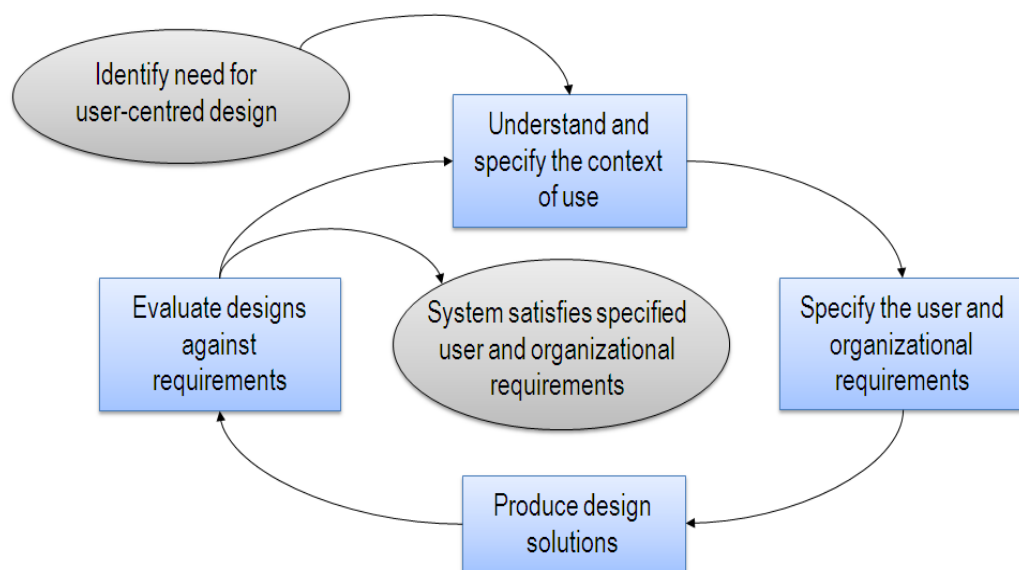 Identify need for
user-centred design
Understand and
specify the context
of use
Evaluate designs
against
requirements
System satisfies specified
user and organizational
requirements
Specify the user and
organizational
requirements
Produce design
solutions